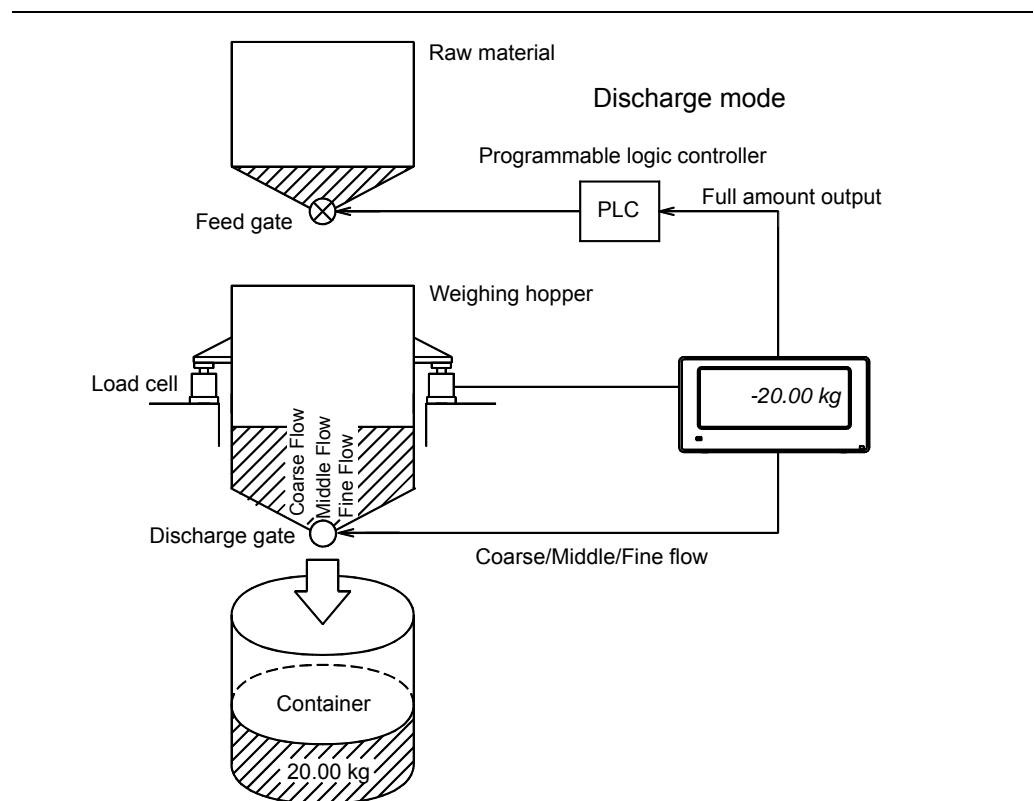 Raw material
Discharge mode
Programmable logic controller
PLC
Full amount output
Feed gate
Weighing hopper
Load cell
-20.00 kg
Coarse Flow
Middle Flow
Fine Flow
Discharge gate
Coarse/Middle/Fine flow
Container
20.00 kg